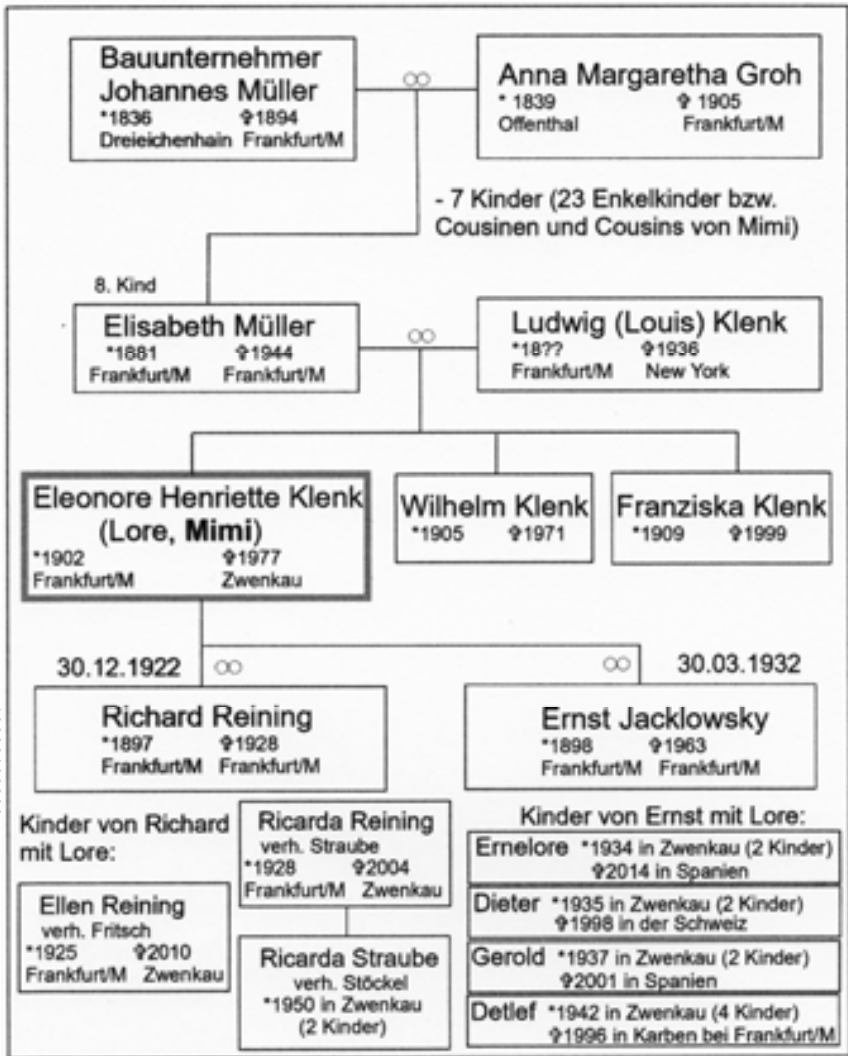 Bauunternehmer
Johannes Müller
*1836 ✞1894
Dreieichenhain Frankfurt/M
Anna Margaretha Groh
* 1839 ✞ 1905
Offenthal Frankfurt/M
- 7 Kinder (23 Enkelkinder bzw.
Cousinen und Cousins von Mimi)
8. Kind
Elisabeth Müller
*1881 ✞1944
Frankfurt/M Frankfurt/M
Ludwig (Louis) Klenk
*18?? ✞1936
Frankfurt/M New York
Eleonore Henriette Klenk
(Lore, Mimi)
*1902 ✞1977
Frankfurt/M Zwenkau
Wilhelm Klenk
*1905 ✞1971
Franziska Klenk
*1909 ✞1999
30.12.1922
30.03.1932
Richard Reining
*1897 ✞1928
Frankfurt/M Frankfurt/M
Ernst Jacklowsky
*1898 ✞1963
Frankfurt/M Frankfurt/M
Kinder von Richard
mit Lore:
Ellen Reining
verh. Fritsch
*1925 ✞2010
Frankfurt/M Zwenkau
Ricarda Reining
verh. Straube
*1928 ✞2004
Frankfurt/M Zwenkau
Ricarda Straube
verh. Stöckel
*1950 in Zwenkau
(2 Kinder)
Kinder von Ernst mit Lore:
Ernelore *1934 in Zwenkau (2 Kinder)
✞2014 in Spanien
Dieter *1935 in Zwenkau (2 Kinder)
✞1998 in der Schweiz
Gerold *1937 in Zwenkau (2 Kinder)
✞2001 in Spanien
Detlef *1942 in Zwenkau (4 Kinder)
✞1996 in Karben bei Frankfurt/M